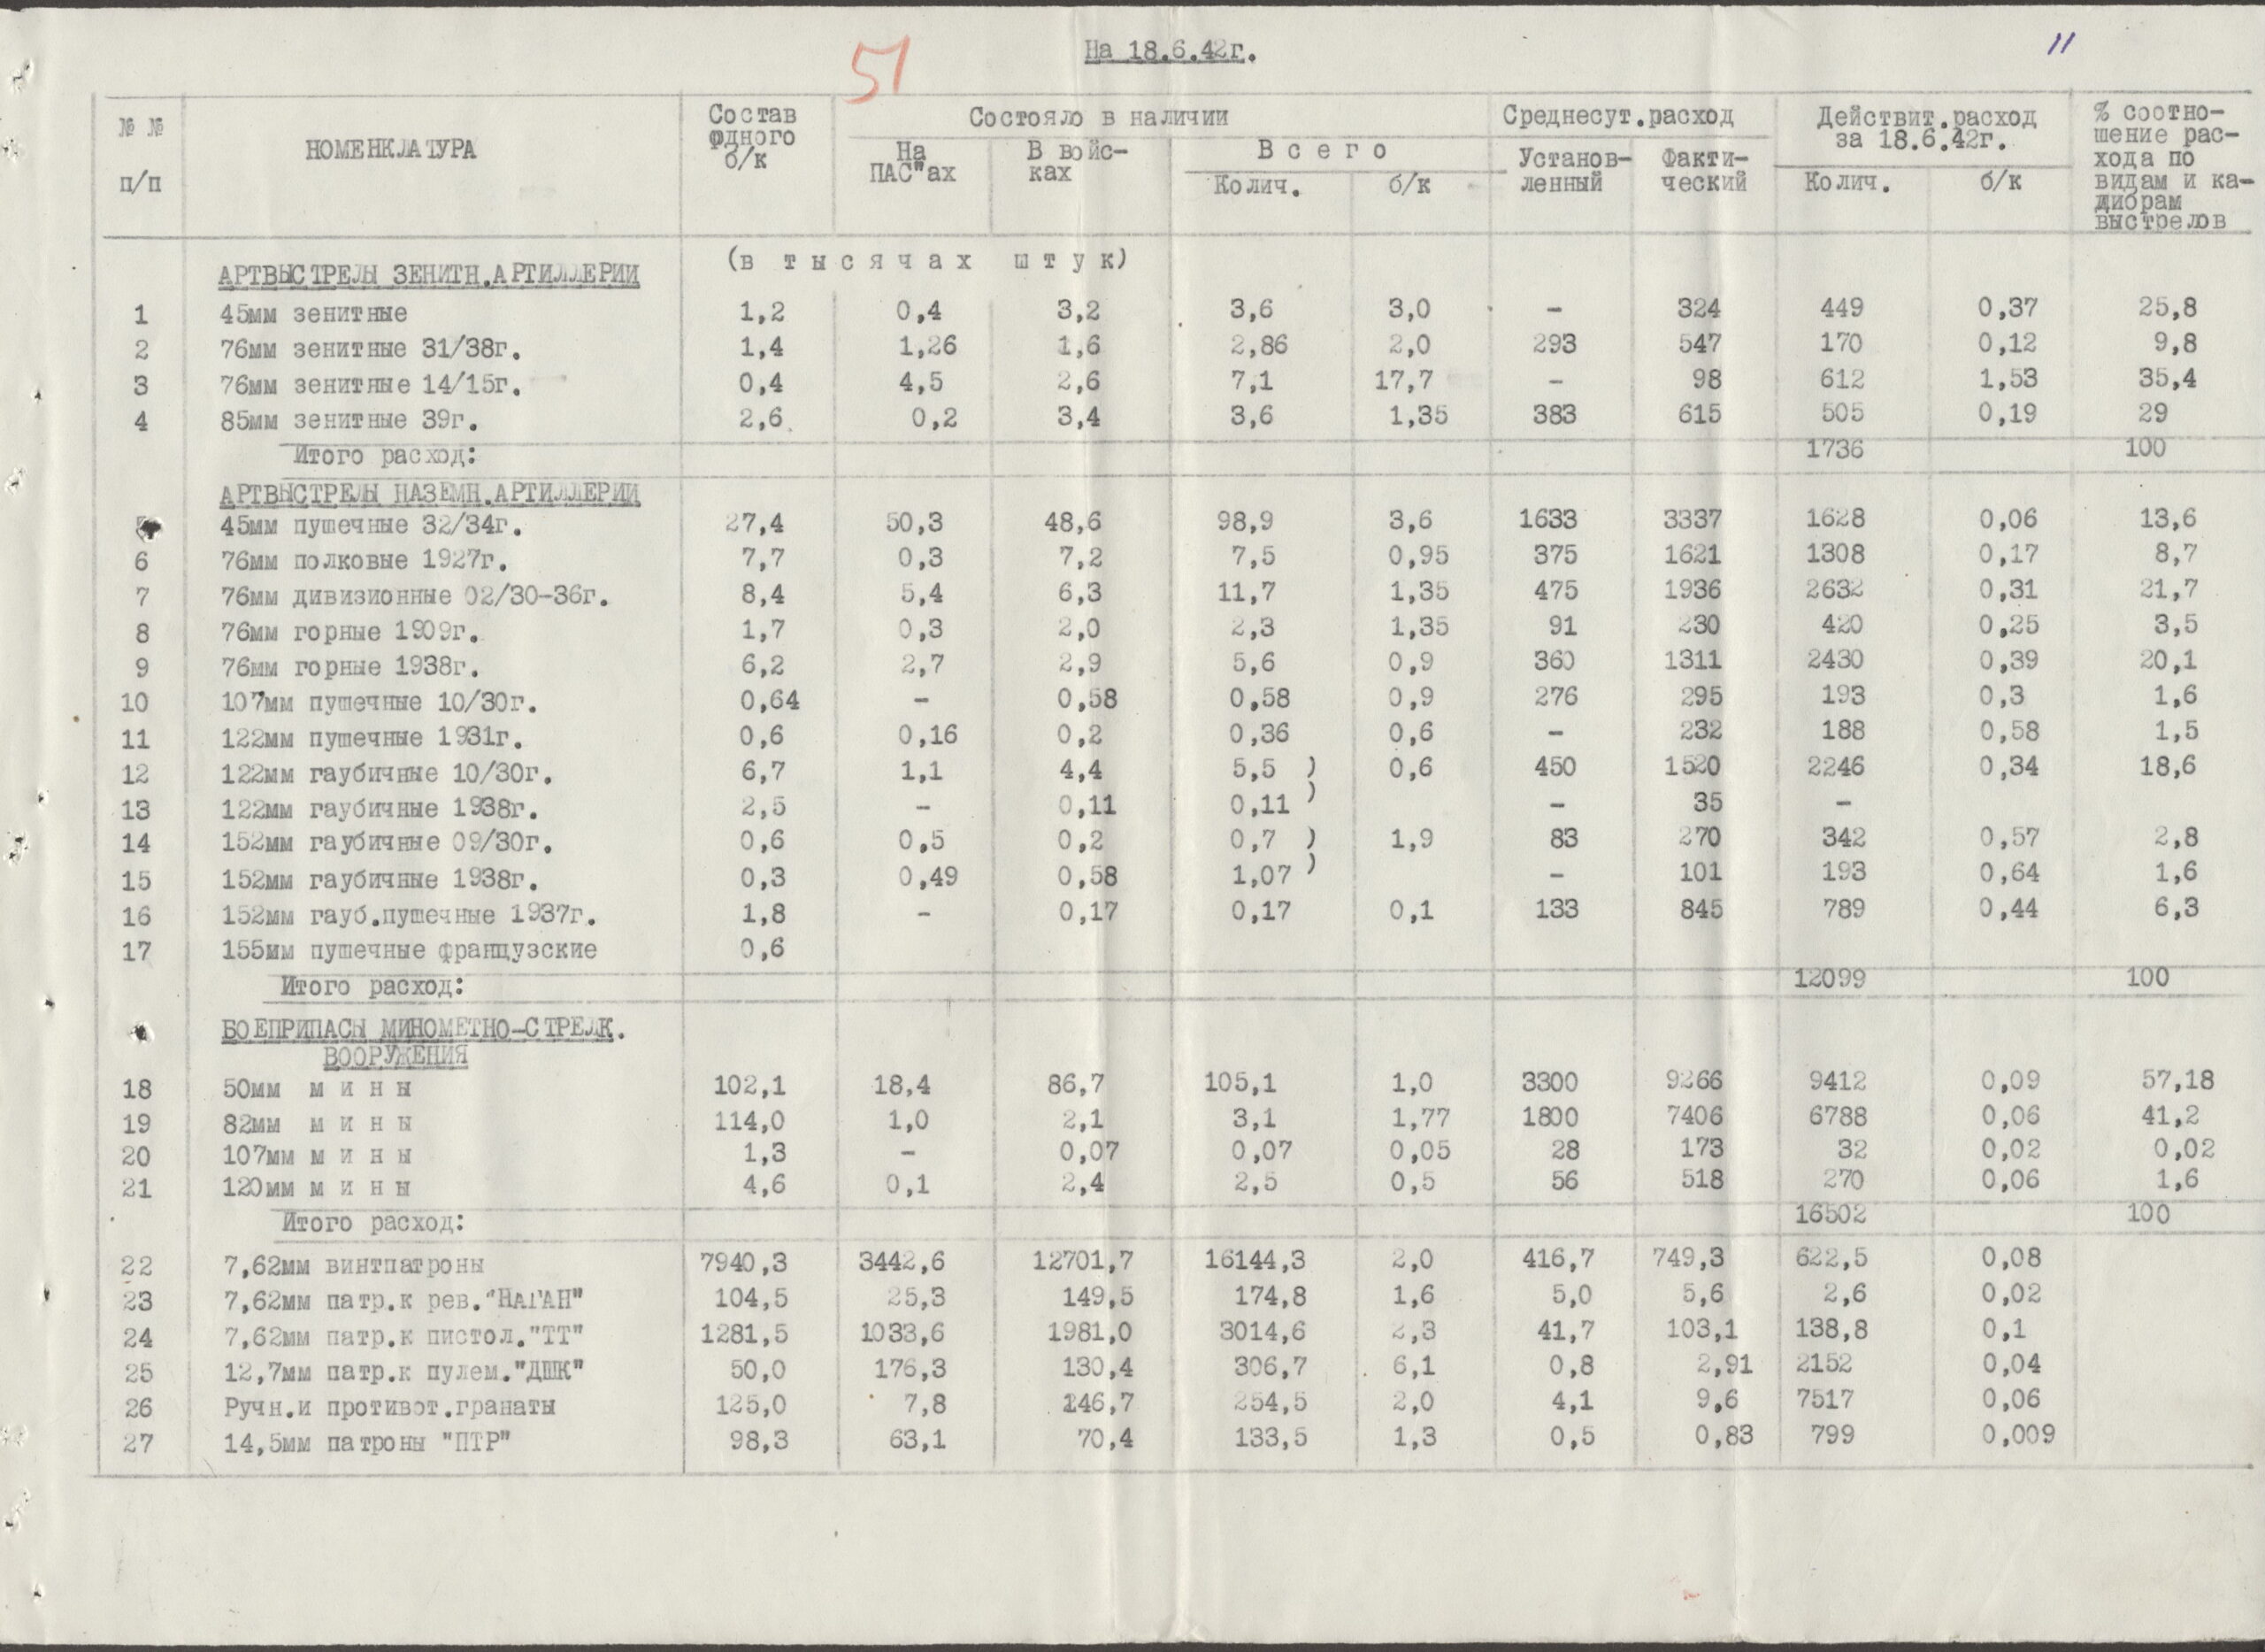 51
На 18.6.42г.
11
№ № п/п | НОМЕНКЛАТУРА | Состав одного б/к | Состояло в наличии | Среднесут.расход | Действит.расход за 18.6.42г. | % соотно-шение рас-хода по видам и ка-либрам выстрелов
На ПАС"ах | В войс-ках | Всего | Установ-ленный | Факти-ческий | Колич. | б/к
Колич. | б/к
(в тысячах штук)
АРТВЫСТРЕЛЫ ЗЕНИТН.АРТИЛЛЕРИИ
1 45мм зенитные 1,2 0,4 3,2 3,6 3,0 – 324 449 0,37 25,8
2 76мм зенитные 31/38г. 1,4 1,26 1,6 2,86 2,0 293 547 170 0,12 9,8
3 76мм зенитные 14/15г. 0,4 4,5 2,6 7,1 17,7 – 98 612 1,53 35,4
4 85мм зенитные 39г. 2,6 0,2 3,4 3,6 1,35 383 615 505 0,19 29
Итого расход: 1736 100
АРТВЫСТРЕЛЫ НАЗЕМН.АРТИЛЛЕРИИ
45мм пушечные 32/34г. 27,4 50,3 48,6 98,9 3,6 1633 3337 1628 0,06 13,6
6 76мм полковые 1927г. 7,7 0,3 7,2 7,5 0,95 375 1621 1308 0,17 8,7
7 76мм дивизионные 02/30-36г. 8,4 5,4 6,3 11,7 1,35 475 1936 2632 0,31 21,7
8 76мм горные 1909г. 1,7 0,3 2,0 2,3 1,35 91 230 420 0,25 3,5
9 76мм горные 1938г. 6,2 2,7 2,9 5,6 0,9 360 1311 2430 0,39 20,1
10 107мм пушечные 10/30г. 0,64 – 0,58 0,58 0,9 276 295 193 0,3 1,6
11 122мм пушечные 1931г. 0,6 0,16 0,2 0,36 0,6 – 232 188 0,58 1,5
12 122мм гаубичные 10/30г. 6,7 1,1 4,4 5,5 ) 0,6 450 1520 2246 0,34 18,6
13 122мм гаубичные 1938г. 2,5 – 0,11 0,11 ) – 35 –
14 152мм гаубичные 09/30г. 0,6 0,5 0,2 0,7 ) 1,9 83 270 342 0,57 2,8
15 152мм гаубичные 1938г. 0,3 0,49 0,58 1,07 ) – 101 193 0,64 1,6
16 152мм гауб.пушечные 1937г. 1,8 – 0,17 0,17 0,1 133 845 789 0,44 6,3
17 155мм пушечные французские 0,6
Итого расход: 12099 100
БОЕПРИПАСЫ МИНОМЕТНО-СТРЕЛК.
ВООРУЖЕНИЯ
18 50мм мины 102,1 18,4 86,7 105,1 1,0 3300 9266 9412 0,09 57,18
19 82мм мины 114,0 1,0 2,1 3,1 1,77 1800 7406 6788 0,06 41,2
20 107мм мины 1,3 – 0,07 0,07 0,05 28 173 32 0,02 0,02
21 120мм мины 4,6 0,1 2,4 2,5 0,5 56 518 270 0,06 1,6
Итого расход: 16502 100
22 7,62мм винтпатроны 7940,3 3442,6 12701,7 16144,3 2,0 416,7 749,3 622,5 0,08
23 7,62мм патр.к рев."НАГАН" 104,5 25,3 149,5 174,8 1,6 5,0 5,6 2,6 0,02
24 7,62мм патр.к пистол."ТТ" 1281,5 1033,6 1981,0 3014,6 2,3 41,7 103,1 138,8 0,1
25 12,7мм патр.к пулем."ДШК" 50,0 176,3 130,4 306,7 6,1 0,8 2,91 2152 0,04
26 Ручн.и противот.гранаты 125,0 7,8 246,7 254,5 2,0 4,1 9,6 7517 0,06
27 14,5мм патроны "ПТР" 98,3 63,1 70,4 133,5 1,3 0,5 0,83 799 0,009